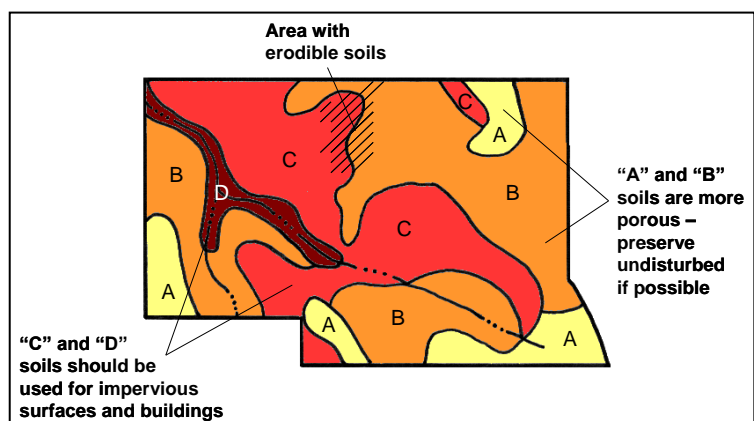 Area with
erodible soils
C
A
B
C
D
B
C
"A" and "B"
soils are more
porous –
preserve
undisturbed
if possible
A
A
B
A
"C" and "D"
soils should be
used for impervious
surfaces and buildings